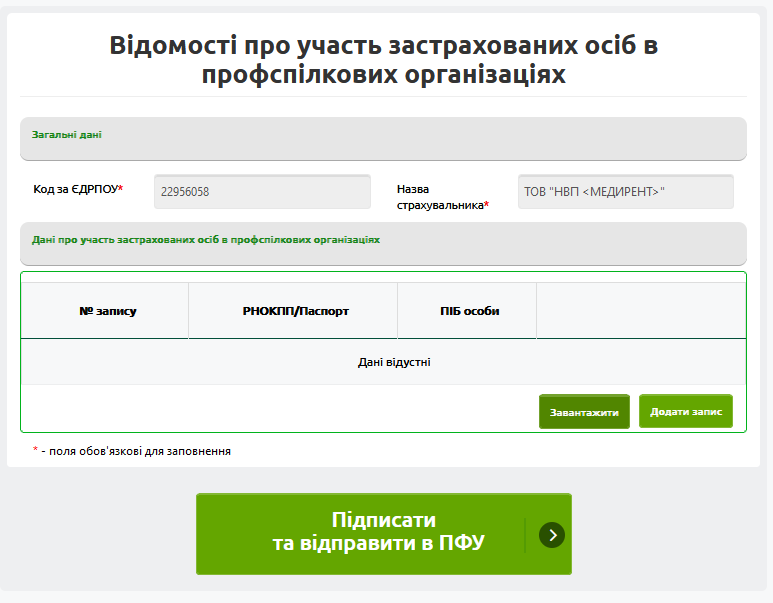 Відомості про участь застрахованих осіб в
профспілкових організаціях
Загальні дані
Код за ЄДРПОУ*
22956058
Назва
страхувальника*
ТОВ "НВП <МЕДИРЕНТ>"
Дані про участь застрахованих осіб в профспілкових організаціях
№ запису РНОКПП/Паспорт ПІБ особи
Дані відустні
Завантажити Додати запис
* - поля обов'язкові для заповнення
Підписати
та відправити в ПФУ